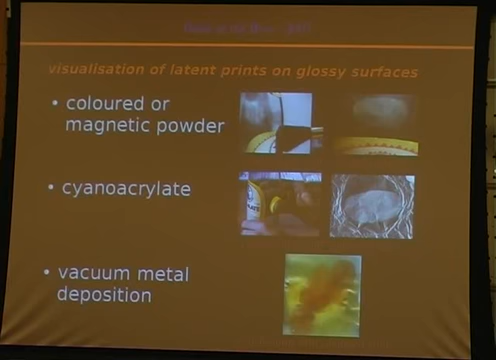 visualisation of latent prints on glossy surfaces
• coloured or
magnetic powder
• cyanoacrylate
• vacuum metal
deposition